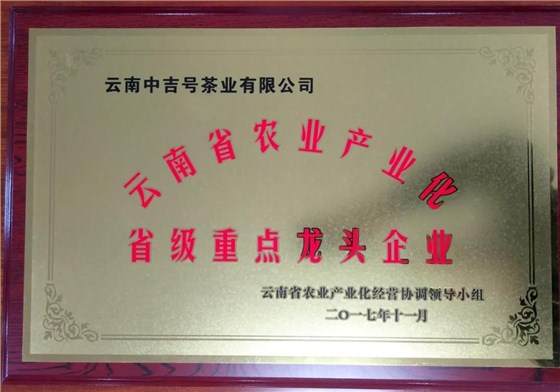 云南中吉号茶业有限公司
云南省农业产业化
省级重点龙头企业
云南省农业产业化经营协调领导小组
二〇一七年十一月